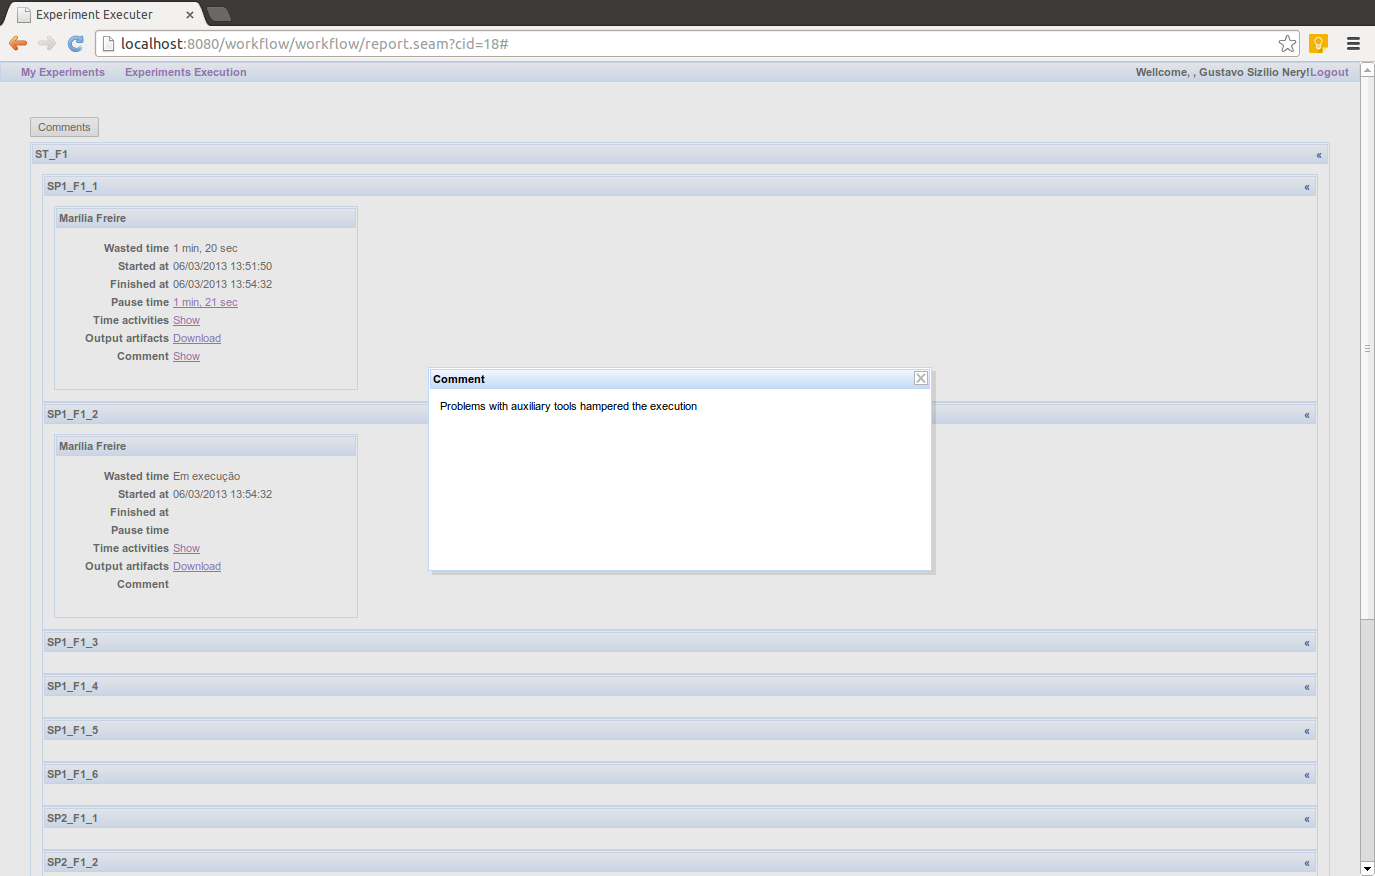 Experiment Executer
localhost:8080/workflow/workflow/report.seam?cid=18#
My Experiments Experiments Execution Wellcome, , Gustavo Sizílio Nery!Logout
Comments
ST_F1 «
SP1_F1_1 «
Marília Freire
Wasted time 1 min, 20 sec
Started at 06/03/2013 13:51:50
Finished at 06/03/2013 13:54:32
Pause time 1 min, 21 sec
Time activities Show
Output artifacts Download
Comment Show
Comment
Problems with auxiliary tools hampered the execution
SP1_F1_2 «
Marília Freire
Wasted time Em execução
Started at 06/03/2013 13:54:32
Finished at
Pause time
Time activities Show
Output artifacts Download
Comment
SP1_F1_3 «
SP1_F1_4 «
SP1_F1_5 «
SP1_F1_6 «
SP2_F1_1 «
SP2_F1_2 «